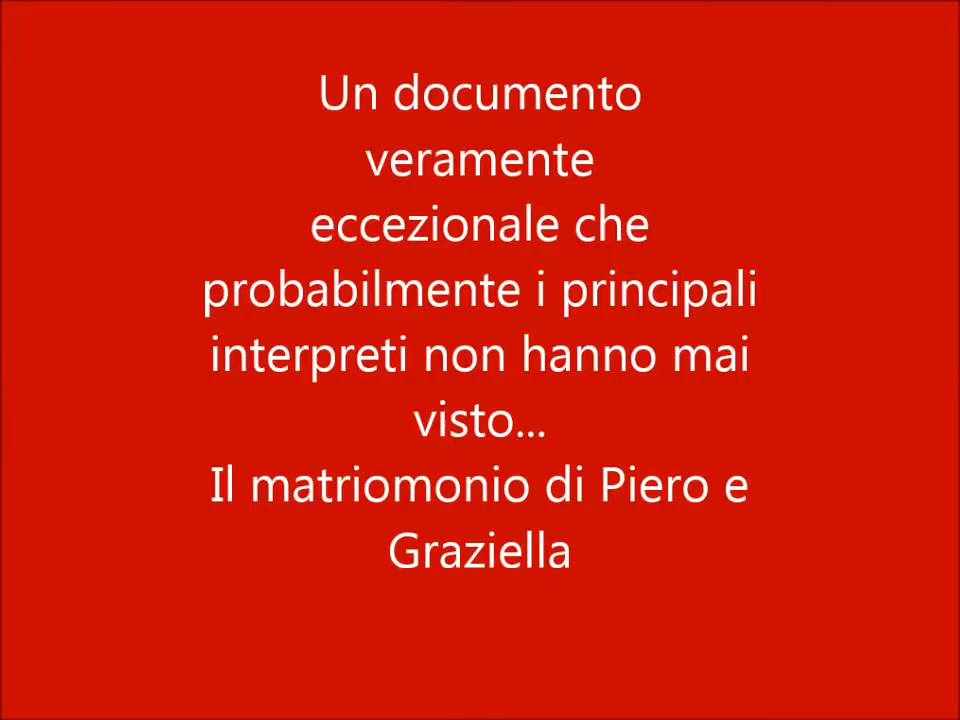 Un documento
veramente
eccezionale che
probabilmente i principali
interpreti non hanno mai
visto...
Il matriomonio di Piero e
Graziella